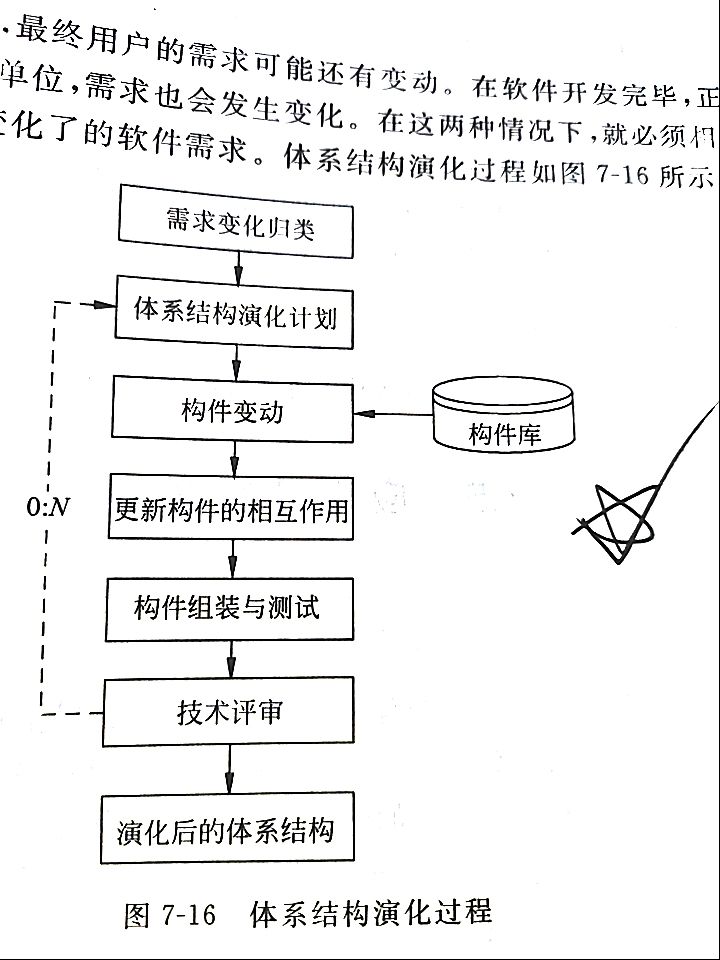 .最终用户的需求可能还有变动。在软件开发完毕,正
单位,需求也会发生变化。在这两种情况下,就必须
化了的软件需求。体系结构演化过程如图 7-16 所示
需求变化归类
体系结构演化计划
构件变动
构件库
0:N
更新构件的相互作用
构件组装与测试
技术评审
演化后的体系结构
图 7-16 体系结构演化过程